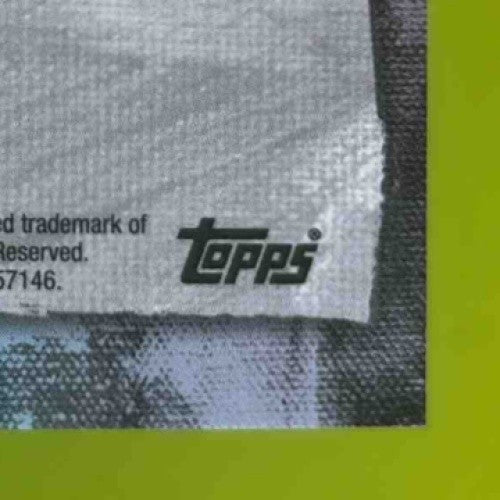 ed trademark of
Reserved.
57146.
TOPPS®